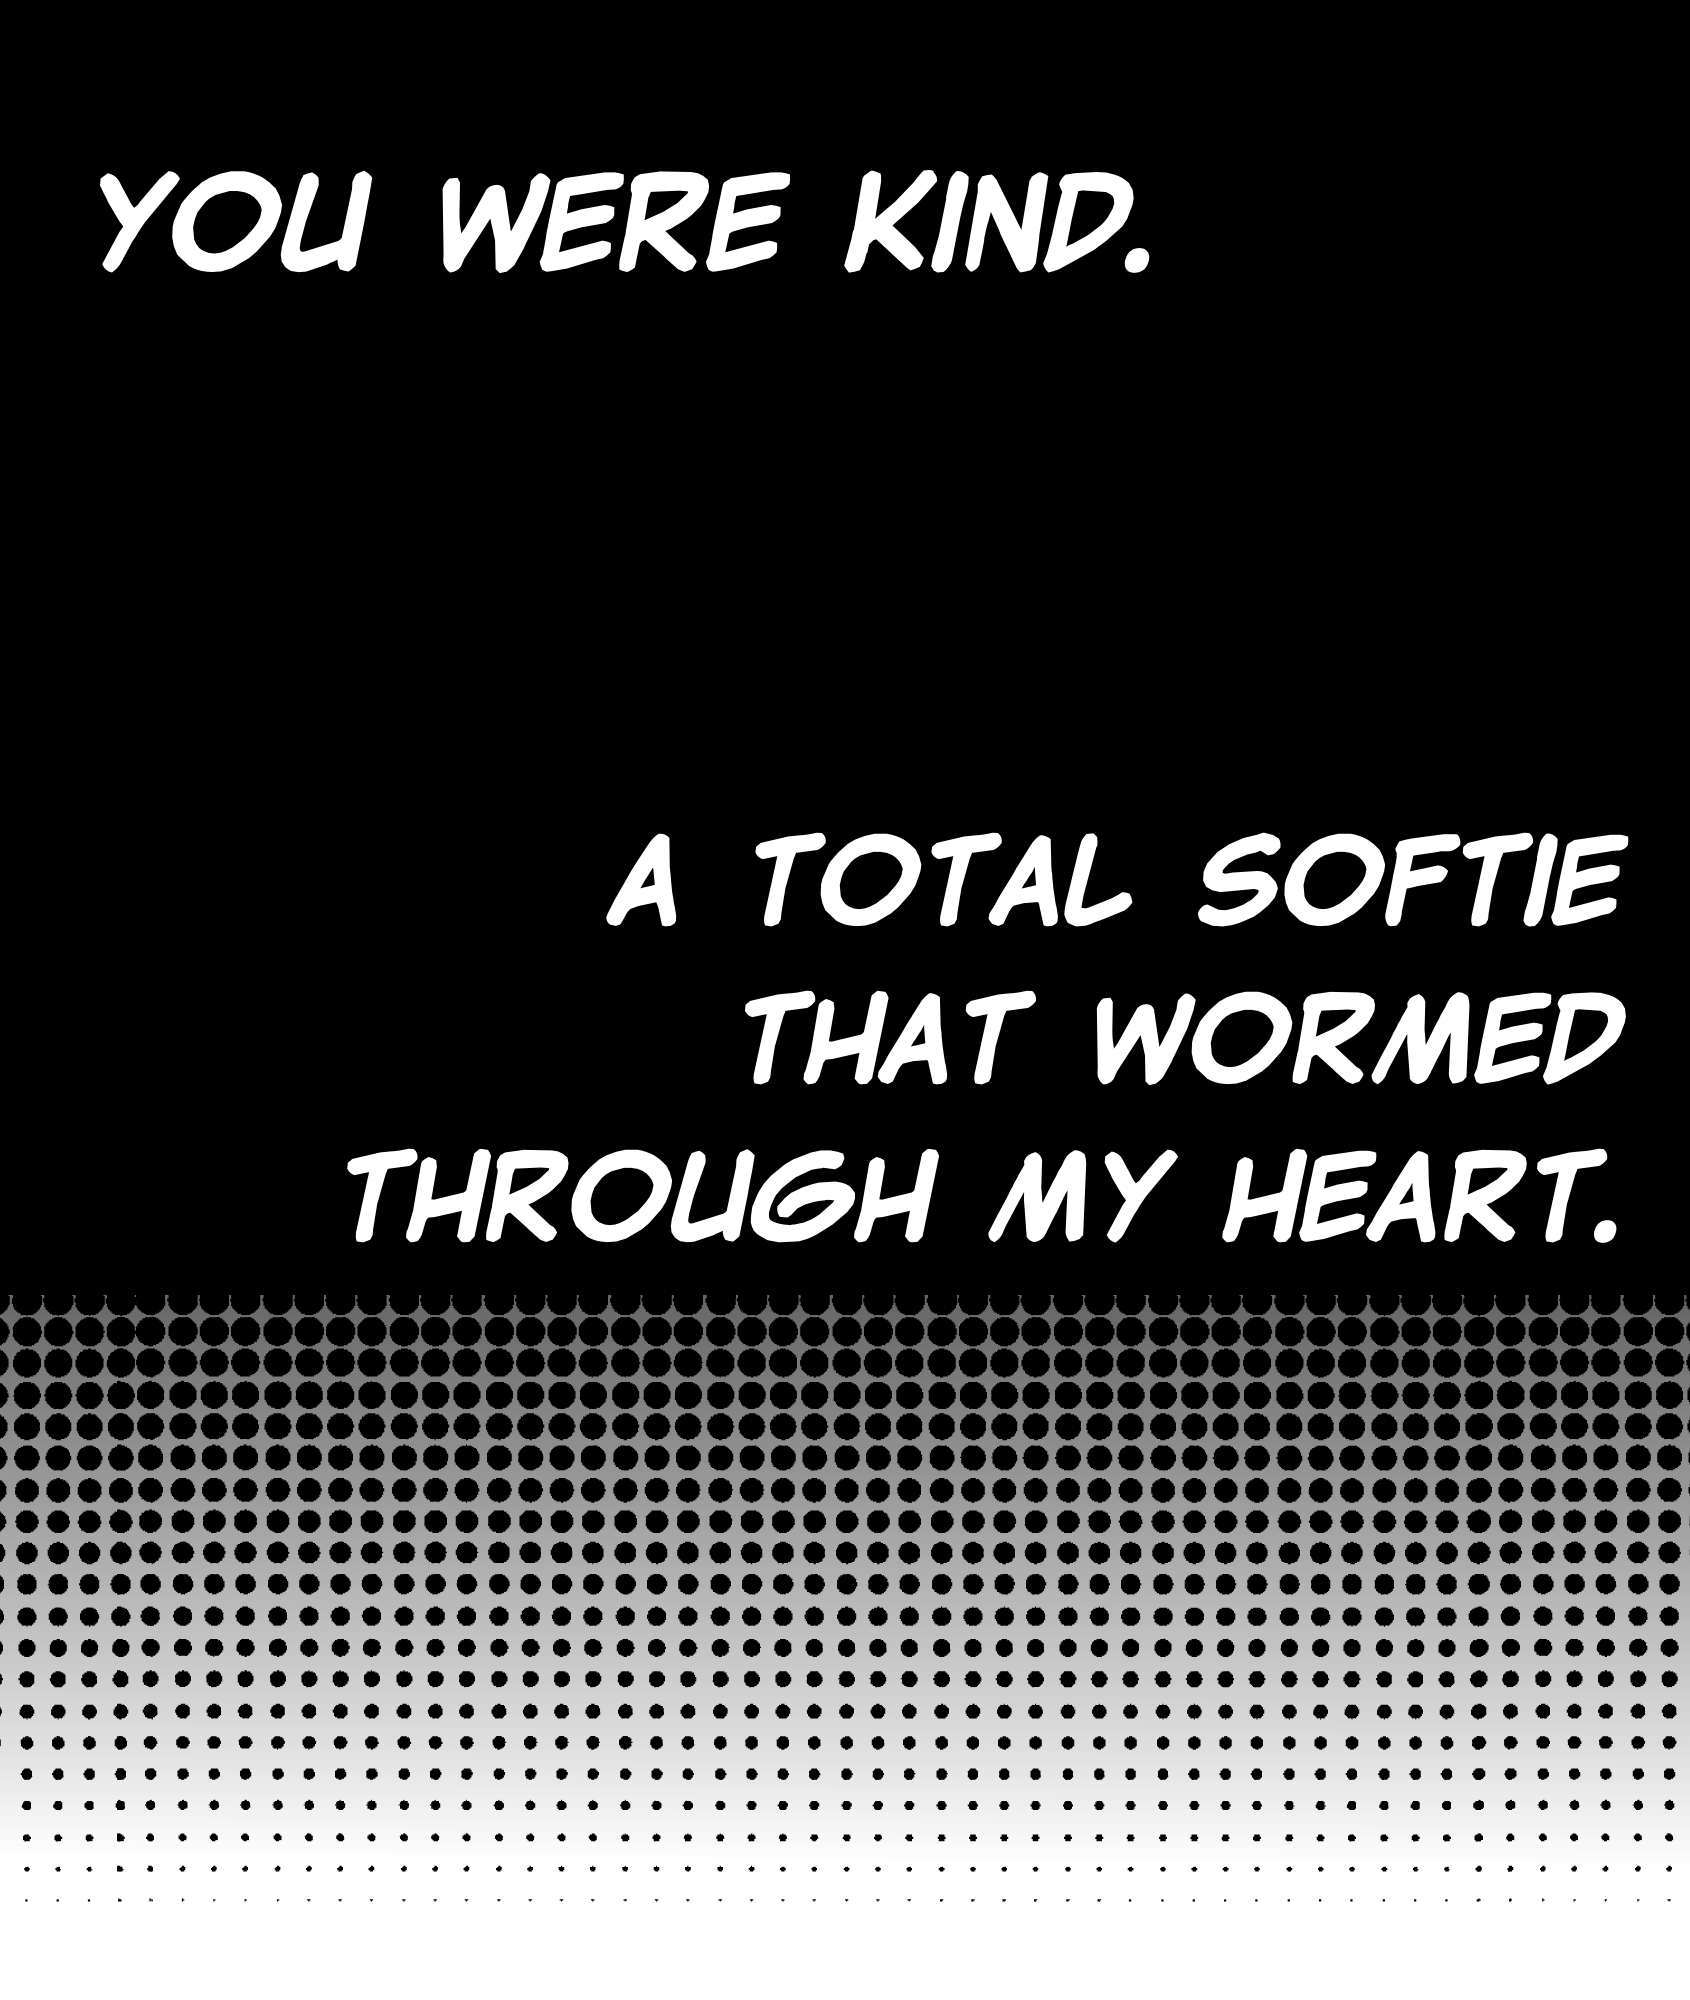 YOU WERE KIND.
A TOTAL SOFTIE
THAT WORMED
THROUGH MY HEART.